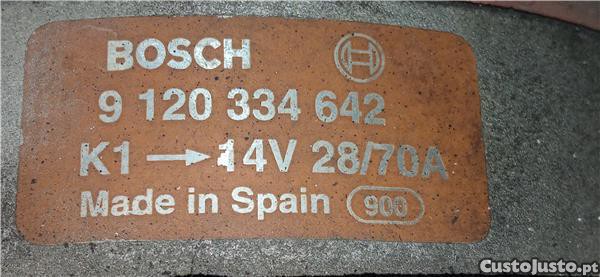 BOSCH
9 120 334 642
K1 → 14V 28/70A
Made in Spain 900
CustoJusto.pt